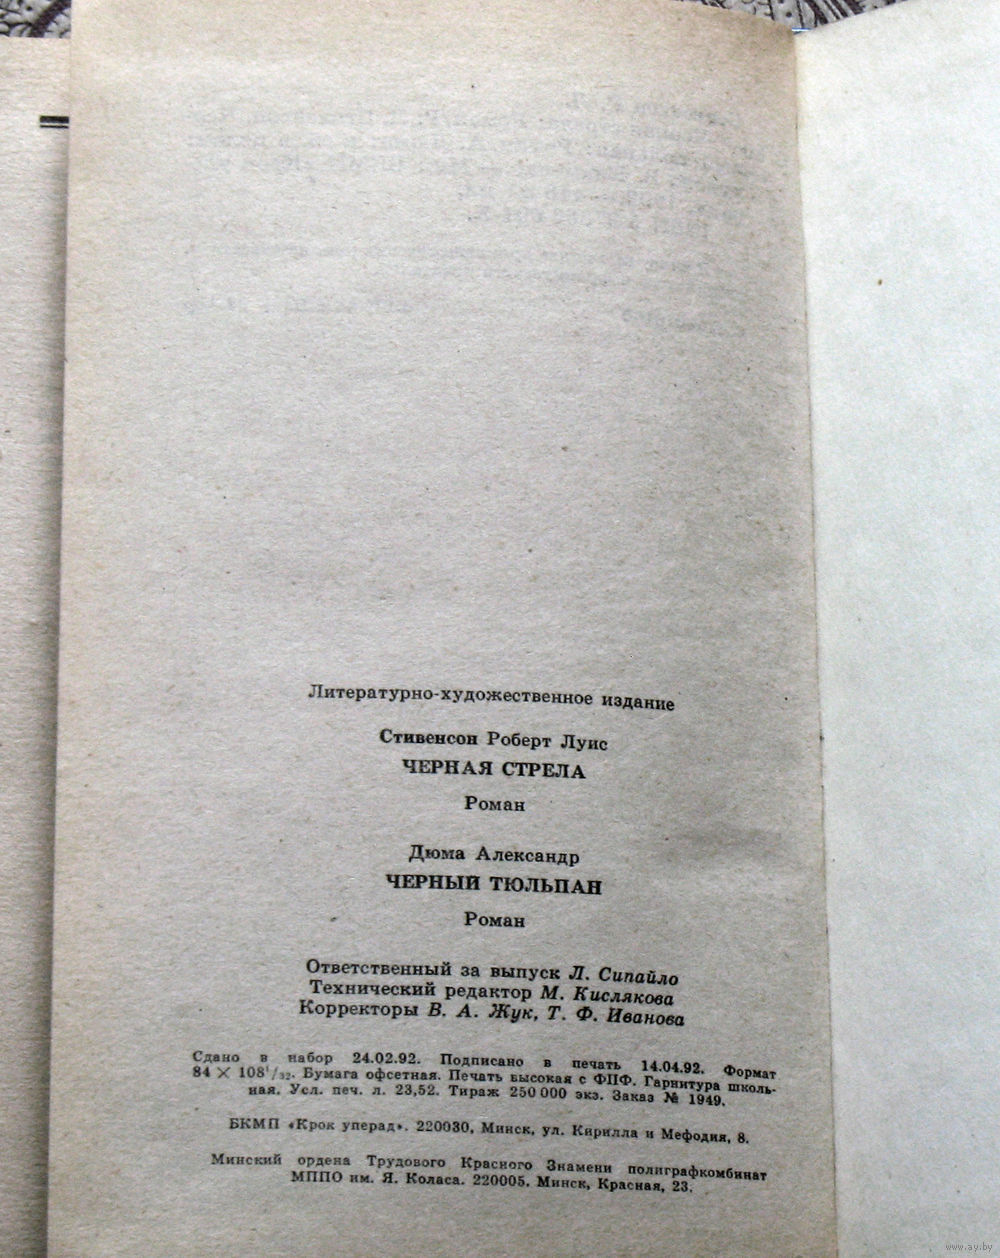 Литературно-художественное издание
Стивенсон Роберт Луис
ЧЕРНАЯ СТРЕЛА
Роман
Дюма Александр
ЧЕРНЫЙ ТЮЛЬПАН
Роман
Ответственный за выпуск Л. Сипайло
Технический редактор М. Кислякова
Корректоры В. А. Жук, Т. Ф. Иванова
Сдано в набор 24.02.92. Подписано в печать 14.04.92. Формат
84 × 108¹/₃₂. Бумага офсетная. Печать высокая с ФПФ. Гарнитура школь-
ная. Усл. печ. л. 23,52. Тираж 250 000 экз. Заказ № 1949.
БКМП «Крок уперад». 220030, Минск, ул. Кирилла и Мефодия, 8.
Минский ордена Трудового Красного Знамени полиграфкомбинат
МППО им. Я. Коласа. 220005. Минск, Красная, 23.
www.ay.by